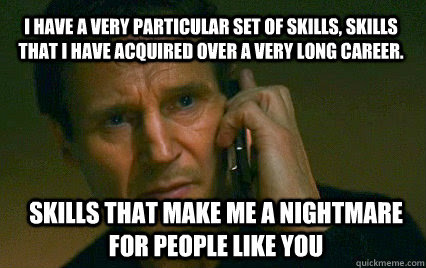 I HAVE A VERY PARTICULAR SET OF SKILLS, SKILLS
THAT I HAVE ACQUIRED OVER A VERY LONG CAREER.
SKILLS THAT MAKE ME A NIGHTMARE
FOR PEOPLE LIKE YOU
quickmeme.com